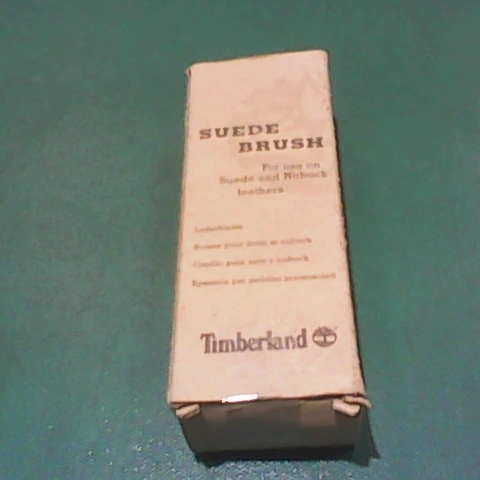 SUEDE
BRUSH
For use on
Suede and Nubuck
leathers
Brosse pour daim et nubuck
Cepillo para ante y nubuck
Timberland